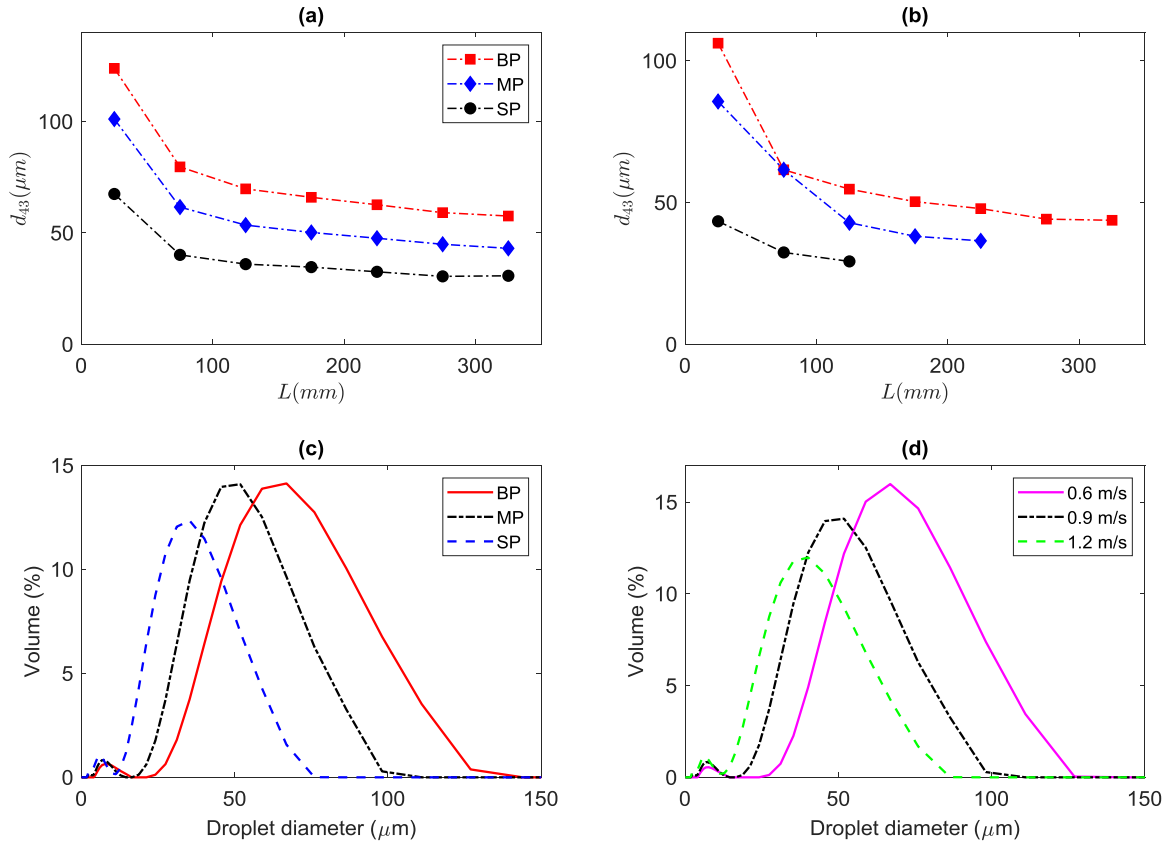 (a)
BP
MP
SP
d43(μm)
100
50
0
0 100 200 300
L(mm)
(b)
d43(μm)
100
50
0
0 100 200 300
L(mm)
(c)
BP
MP
SP
Volume (%)
15
10
5
0
0 50 100 150
Droplet diameter (μm)
(d)
0.6 m/s
0.9 m/s
1.2 m/s
Volume (%)
15
10
5
0
0 50 100 150
Droplet diameter (μm)